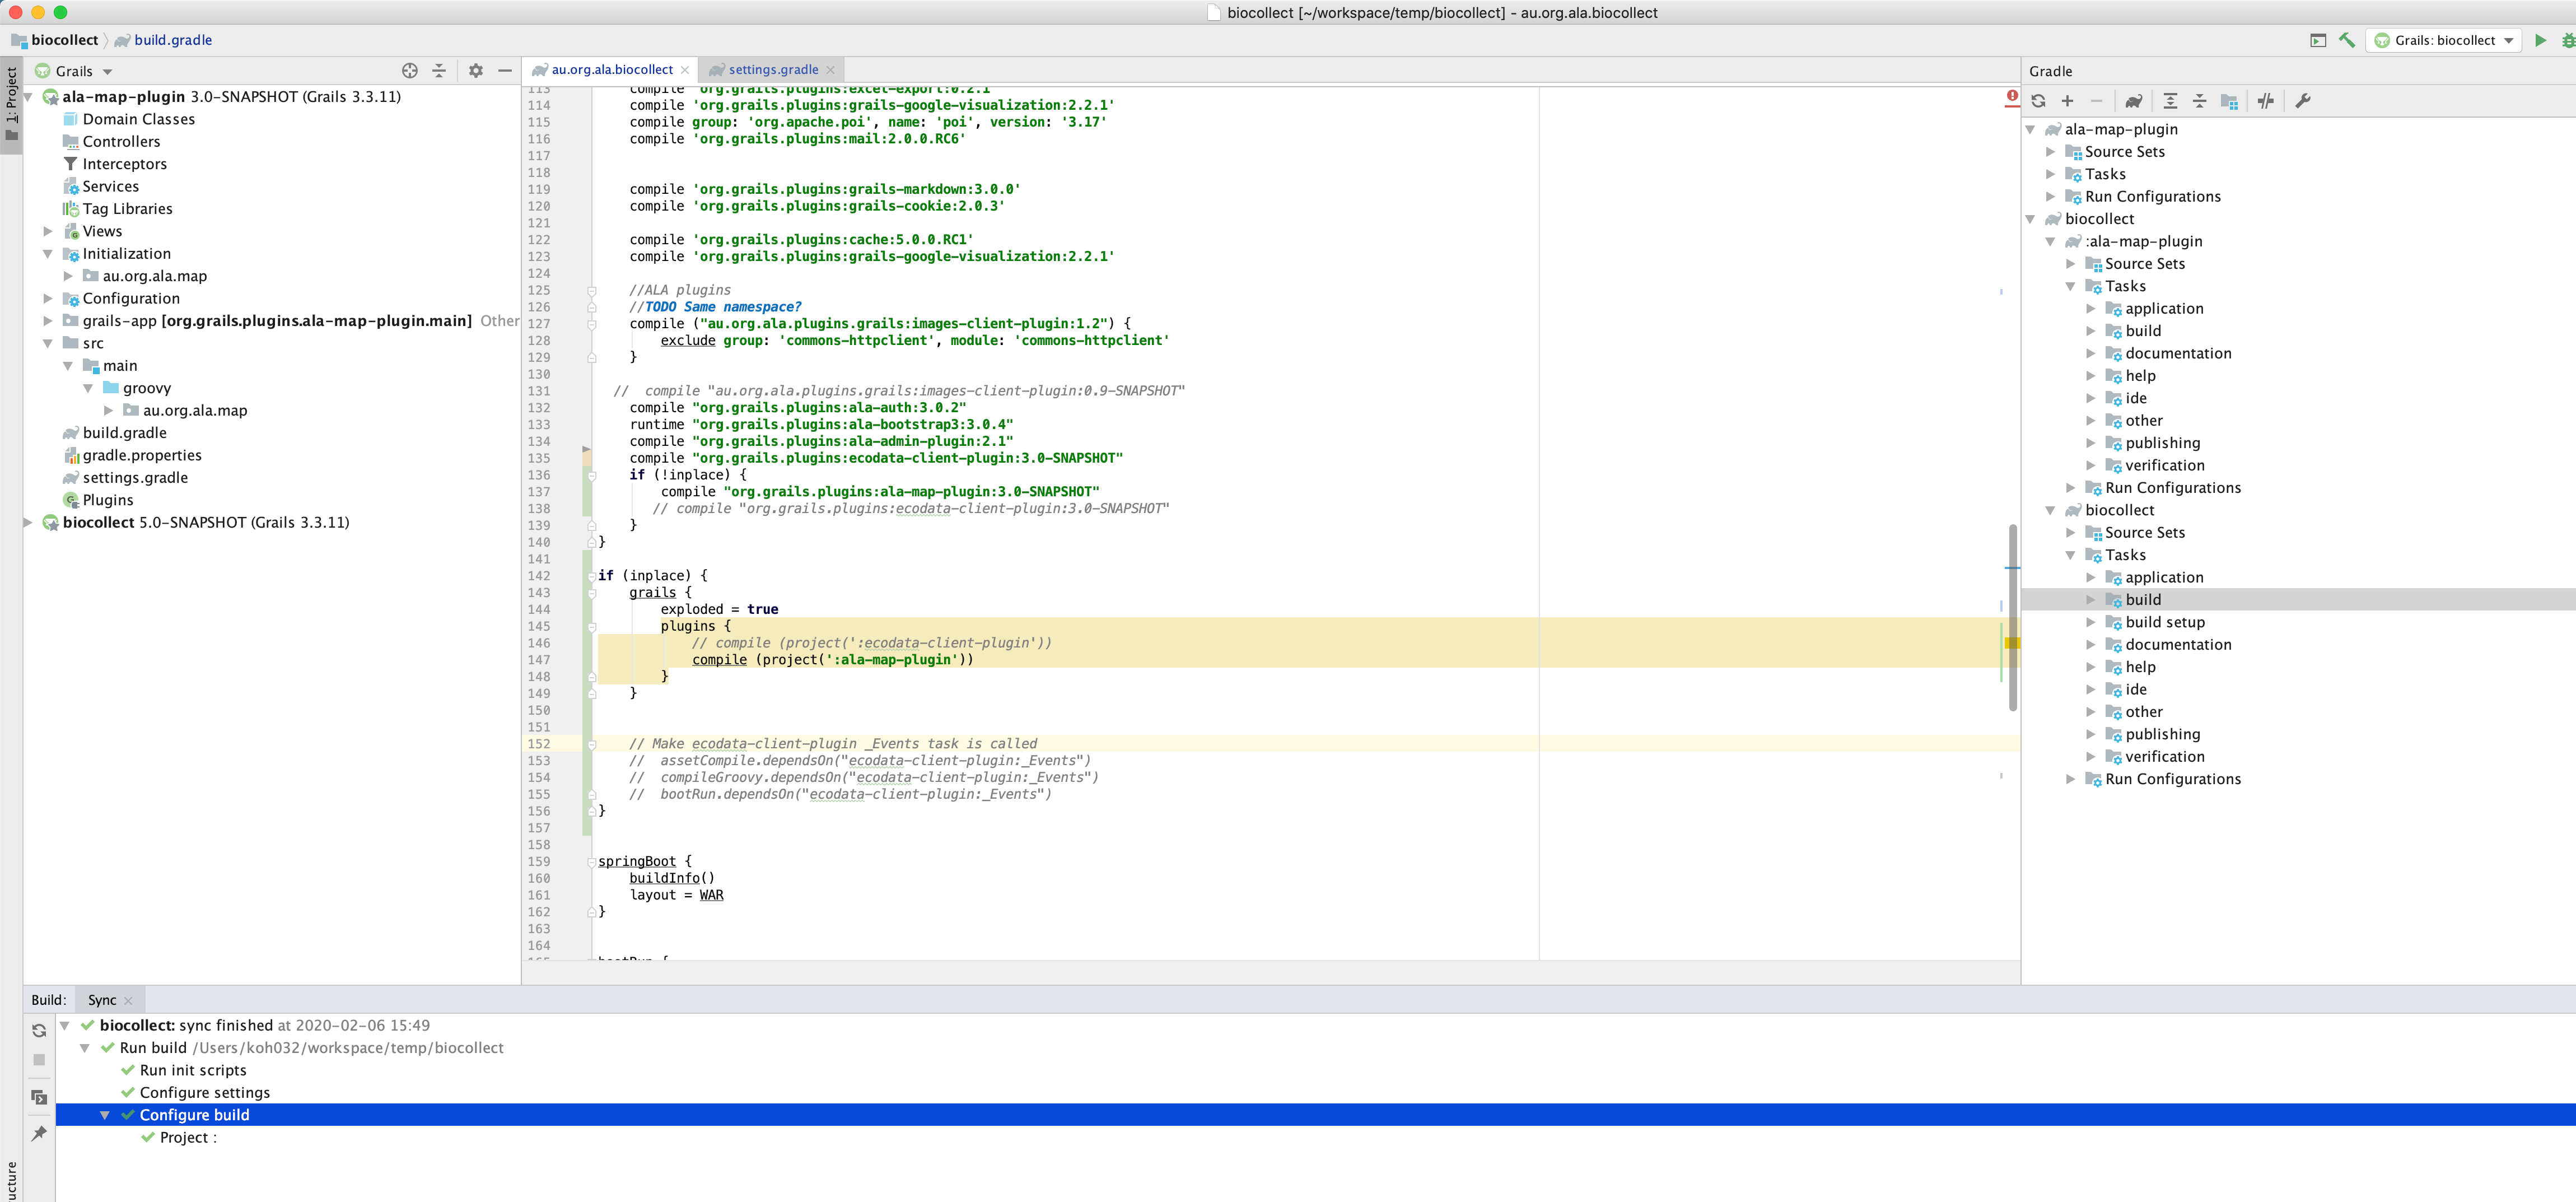 biocollect [~/workspace/temp/biocollect] - au.org.ala.biocollect
biocollect build.gradle
Grails: biocollect
1: Project
Grails
ala-map-plugin 3.0-SNAPSHOT (Grails 3.3.11)
Domain Classes
Controllers
Interceptors
Services
Tag Libraries
Views
Initialization
au.org.ala.map
Configuration
grails-app [org.grails.plugins.ala-map-plugin.main] Other
src
main
groovy
au.org.ala.map
build.gradle
gradle.properties
settings.gradle
Plugins
biocollect 5.0-SNAPSHOT (Grails 3.3.11)
au.org.ala.biocollect
settings.gradle
113 compile 'org.grails.plugins:excel-export:0.2.1'
114 compile 'org.grails.plugins:grails-google-visualization:2.2.1'
115 compile group: 'org.apache.poi', name: 'poi', version: '3.17'
116 compile 'org.grails.plugins:mail:2.0.0.RC6'
117
118
119 compile 'org.grails.plugins:grails-markdown:3.0.0'
120 compile 'org.grails.plugins:grails-cookie:2.0.3'
121
122 compile 'org.grails.plugins:cache:5.0.0.RC1'
123 compile 'org.grails.plugins:grails-google-visualization:2.2.1'
124
125 //ALA plugins
126 //TODO Same namespace?
127 compile ("au.org.ala.plugins.grails:images-client-plugin:1.2") {
128 exclude group: 'commons-httpclient', module: 'commons-httpclient'
129 }
130
131 // compile "au.org.ala.plugins.grails:images-client-plugin:0.9-SNAPSHOT"
132 compile "org.grails.plugins:ala-auth:3.0.2"
133 runtime "org.grails.plugins:ala-bootstrap3:3.0.4"
134 compile "org.grails.plugins:ala-admin-plugin:2.1"
135 compile "org.grails.plugins:ecodata-client-plugin:3.0-SNAPSHOT"
136 if (!inplace) {
137 compile "org.grails.plugins:ala-map-plugin:3.0-SNAPSHOT"
138 // compile "org.grails.plugins:ecodata-client-plugin:3.0-SNAPSHOT"
139 }
140 }
141
142 if (inplace) {
143 grails {
144 exploded = true
145 plugins {
146 // compile (project(':ecodata-client-plugin'))
147 compile (project(':ala-map-plugin'))
148 }
149 }
150
151
152 // Make ecodata-client-plugin _Events task is called
153 // assetCompile.dependsOn("ecodata-client-plugin:_Events")
154 // compileGroovy.dependsOn("ecodata-client-plugin:_Events")
155 // bootRun.dependsOn("ecodata-client-plugin:_Events")
156 }
157
158
159 springBoot {
160 buildInfo()
161 layout = WAR
162 }
163
164
165 bootRun {
Gradle
ala-map-plugin
Source Sets
Tasks
Run Configurations
biocollect
:ala-map-plugin
Source Sets
Tasks
application
build
documentation
help
ide
other
publishing
verification
Run Configurations
biocollect
Source Sets
Tasks
application
build
build setup
documentation
help
ide
other
publishing
verification
Run Configurations
Build: Sync
biocollect: sync finished at 2020-02-06 15:49
Run build /Users/koh032/workspace/temp/biocollect
Run init scripts
Configure settings
Configure build
Project :
ucture